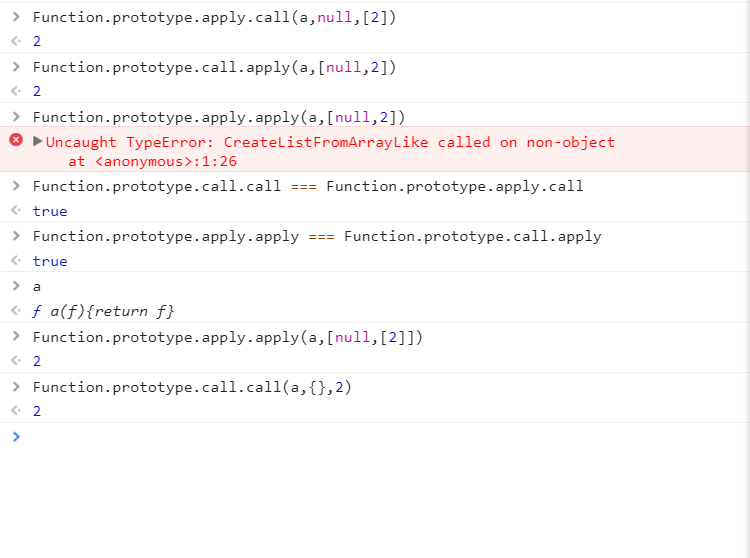 > Function.prototype.apply.call(a,null,[2])
2
> Function.prototype.call.apply(a,[null,2])
2
> Function.prototype.apply.apply(a,[null,2])
▶Uncaught TypeError: CreateListFromArrayLike called on non-object
at <anonymous>:1:26
> Function.prototype.call.call === Function.prototype.apply.call
true
> Function.prototype.apply.apply === Function.prototype.call.apply
true
> a
ƒ a(f){return f}
> Function.prototype.apply.apply(a,[null,[2]])
2
> Function.prototype.call.call(a,{},2)
2
>